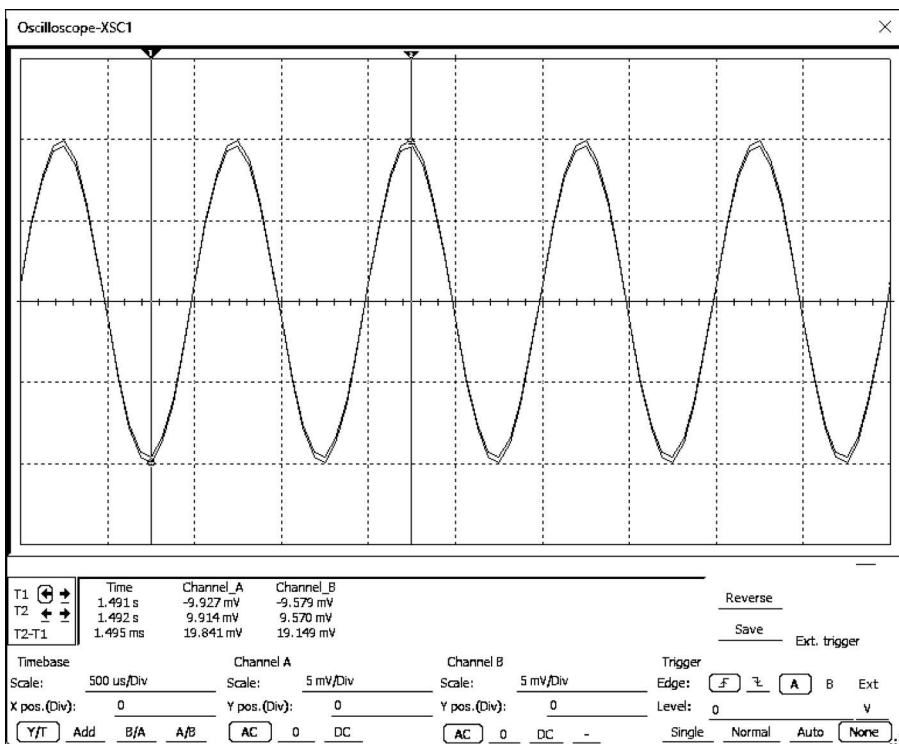 Oscilloscope-XSC1
1
2
Time Channel_A Channel_B
T1 1.491 s -9.927 mV -9.579 mV
T2 1.492 s 9.914 mV 9.570 mV
T2-T1 1.495 ms 19.841 mV 19.149 mV
Reverse
Save
Ext. trigger
Timebase Channel A Channel B Trigger
Scale: 500 us/Div Scale: 5 mV/Div Scale: 5 mV/Div Edge: A B Ext
X pos.(Div): 0 Y pos.(Div): 0 Y pos.(Div): 0 Level: 0 V
Y/T Add B/A A/B AC 0 DC AC 0 DC - Single Normal Auto None